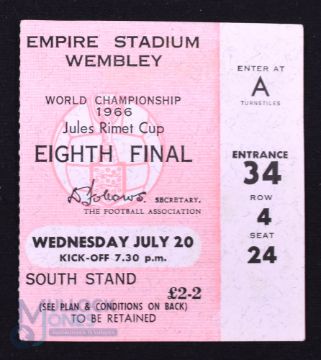 EMPIRE STADIUM
WEMBLEY
WORLD CHAMPIONSHIP
1966
Jules Rimet Cup
EIGHTH FINAL
SECRETARY.
THE FOOTBALL ASSOCIATION
WEDNESDAY JULY 20
KICK-OFF 7.30 p.m.
SOUTH STAND
£2-2
(SEE PLAN & CONDITIONS ON BACK)
TO BE RETAINED
ENTER AT
A
TURNSTILES
ENTRANCE
34
ROW
4
SEAT
24